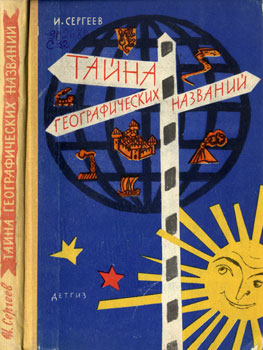 И. Сергеев
ТАЙНА ГЕОГРАФИЧЕСКИХ НАЗВАНИЙ
И. СЕРГЕЕВ
ТАЙНА
ГЕОГРАФИЧЕСКИХ
НАЗВАНИЙ
ДЕТГИЗ